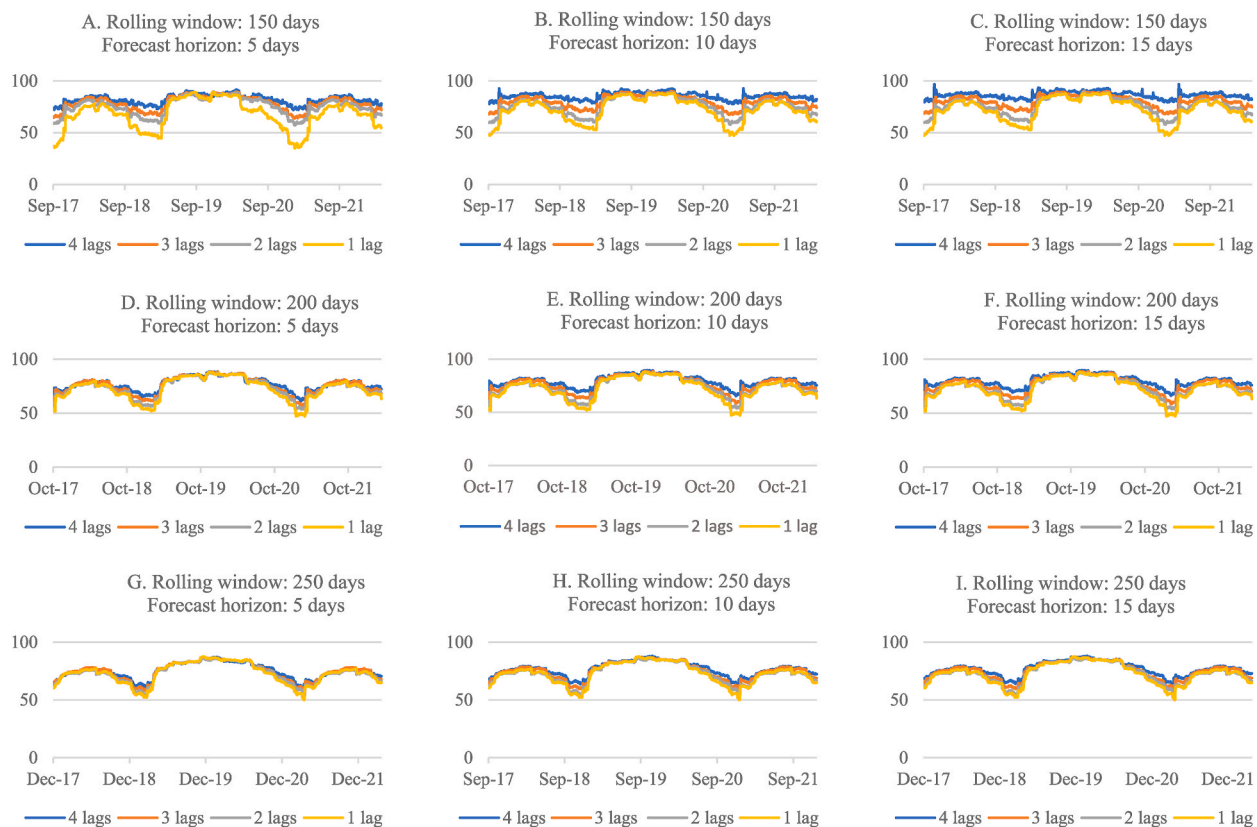 A. Rolling window: 150 days
Forecast horizon: 5 days
100
50
0
Sep-17 Sep-18 Sep-19 Sep-20 Sep-21
4 lags 3 lags 2 lags 1 lag
B. Rolling window: 150 days
Forecast horizon: 10 days
100
50
0
Sep-17 Sep-18 Sep-19 Sep-20 Sep-21
4 lags 3 lags 2 lags 1 lag
C. Rolling window: 150 days
Forecast horizon: 15 days
100
50
0
Sep-17 Sep-18 Sep-19 Sep-20 Sep-21
4 lags 3 lags 2 lags 1 lag
D. Rolling window: 200 days
Forecast horizon: 5 days
100
50
0
Oct-17 Oct-18 Oct-19 Oct-20 Oct-21
4 lags 3 lags 2 lags 1 lag
E. Rolling window: 200 days
Forecast horizon: 10 days
100
50
0
Oct-17 Oct-18 Oct-19 Oct-20 Oct-21
4 lags 3 lags 2 lags 1 lag
F. Rolling window: 200 days
Forecast horizon: 15 days
100
50
0
Oct-17 Oct-18 Oct-19 Oct-20 Oct-21
4 lags 3 lags 2 lags 1 lag
G. Rolling window: 250 days
Forecast horizon: 5 days
100
50
0
Dec-17 Dec-18 Dec-19 Dec-20 Dec-21
4 lags 3 lags 2 lags 1 lag
H. Rolling window: 250 days
Forecast horizon: 10 days
100
50
0
Sep-17 Sep-18 Sep-19 Sep-20 Sep-21
4 lags 3 lags 2 lags 1 lag
I. Rolling window: 250 days
Forecast horizon: 15 days
100
50
0
Dec-17 Dec-18 Dec-19 Dec-20 Dec-21
4 lags 3 lags 2 lags 1 lag